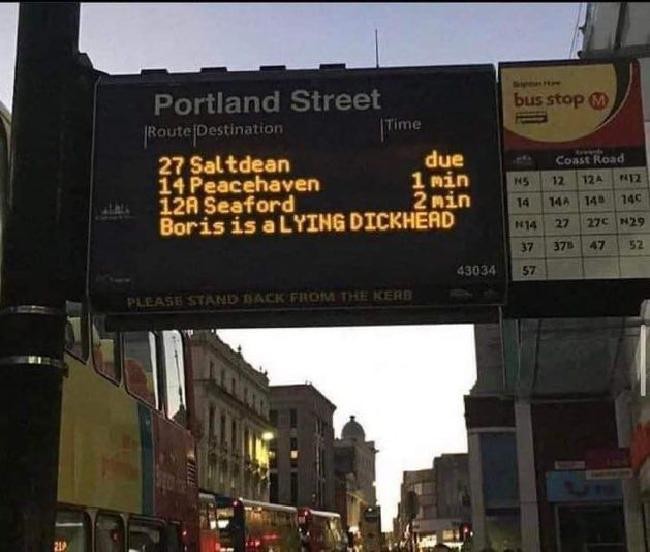 Portland Street
Route Destination Time
27 Saltdean due
14 Peacehaven 1 min
12A Seaford 2 min
Boris is a LYING DICKHEAD
43034
PLEASE STAND BACK FROM THE KERB
bus stop M
towards
Coast Road
N5 12 12A N12
14 14A 14B 14C
N14 27 27C N29
37 37B 47 52
57